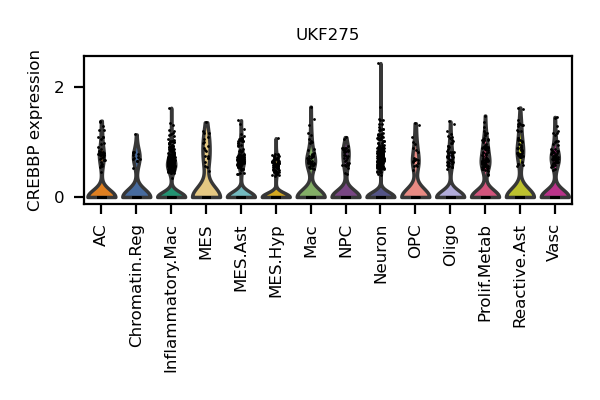 UKF275
CREBBP expression
2
0
AC
Chromatin.Reg
Inflammatory.Mac
MES
MES.Ast
MES.Hyp
Mac
NPC
Neuron
OPC
Oligo
Prolif.Metab
Reactive.Ast
Vasc